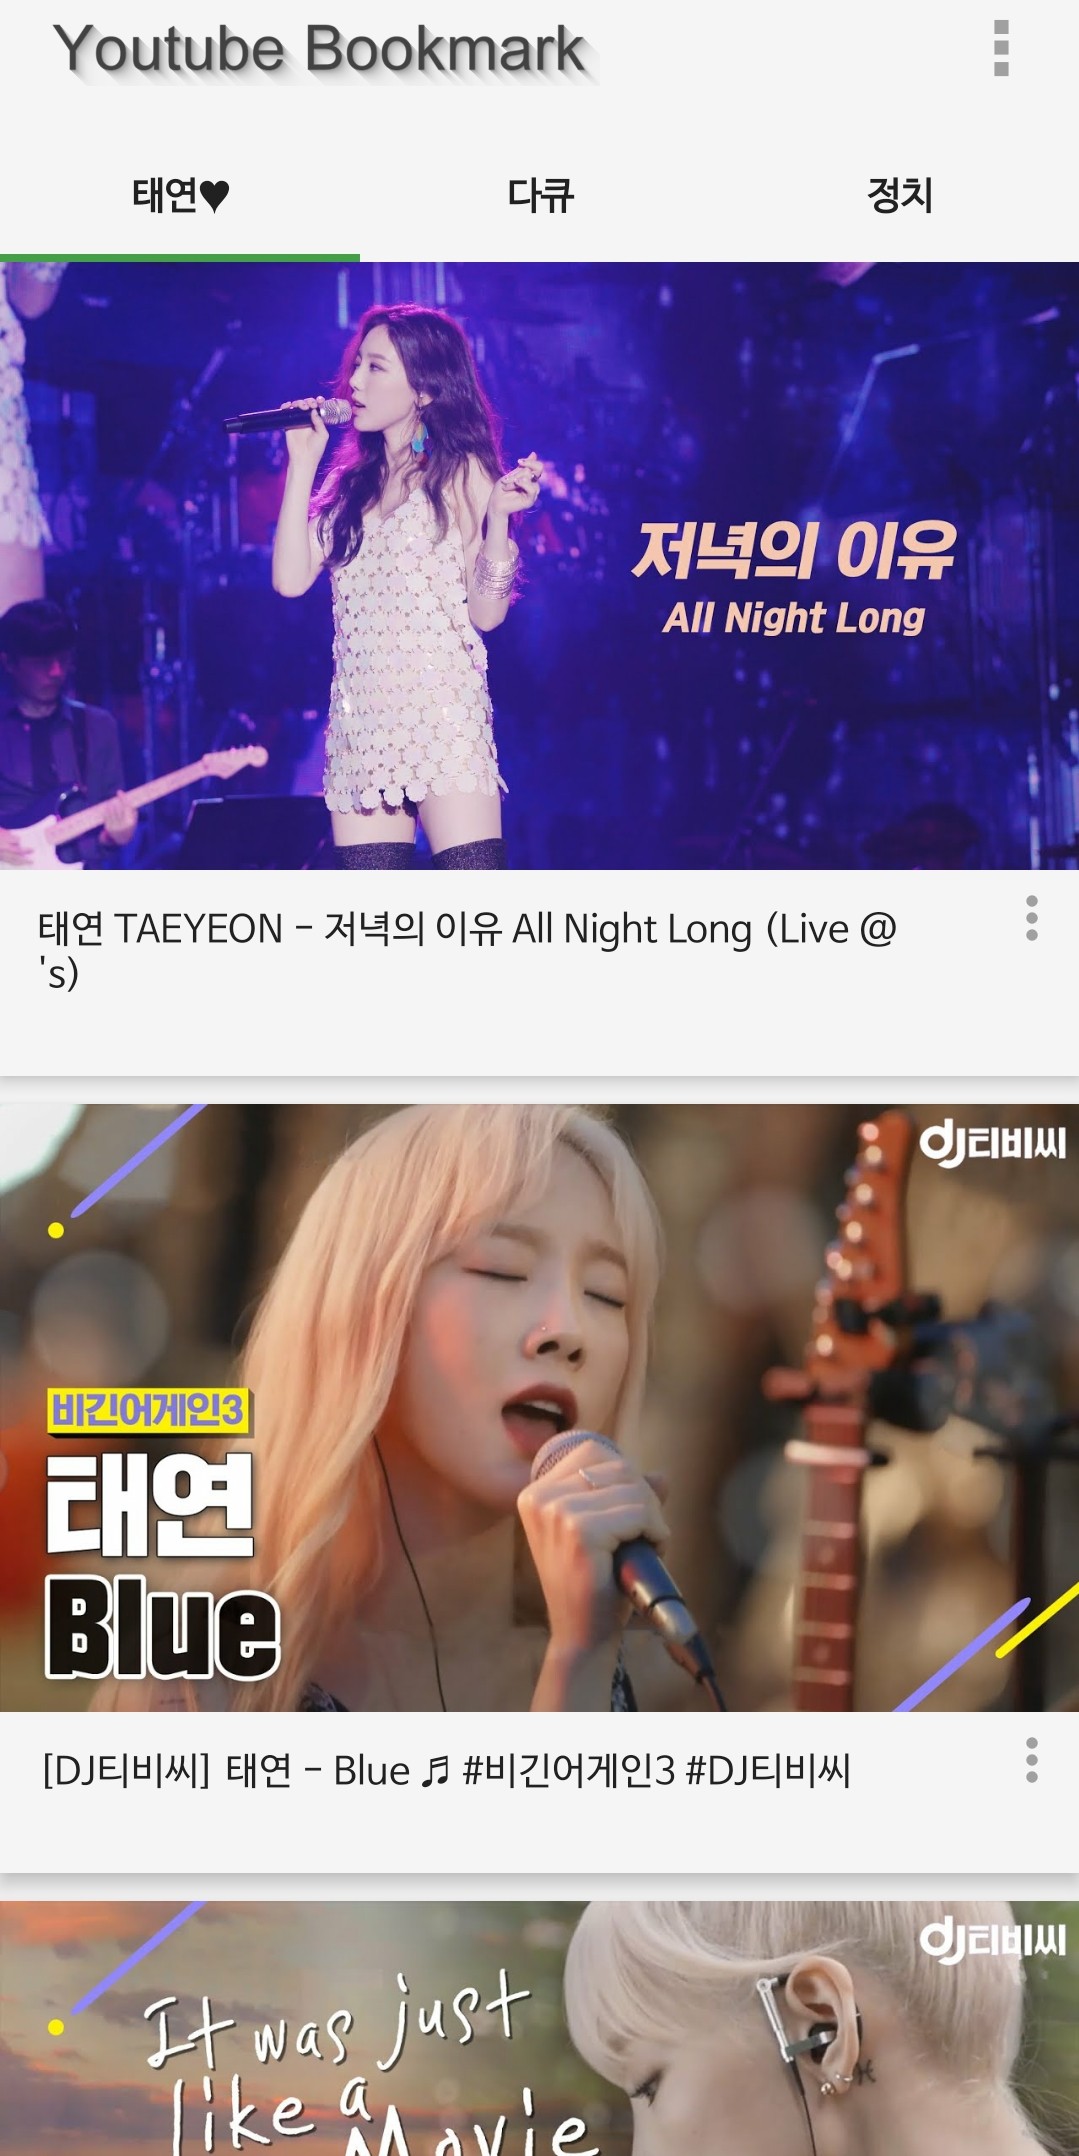 Youtube Bookmark
태연♥
다큐
정치
저녁의 이유
All Night Long
태연 TAEYEON - 저녁의 이유 All Night Long (Live @
's)
dj티비씨
비긴어게인3
태연
Blue
[DJ티비씨] 태연 - Blue ♬ #비긴어게인3 #DJ티비씨
dj티비씨
It was just
like a
Movie